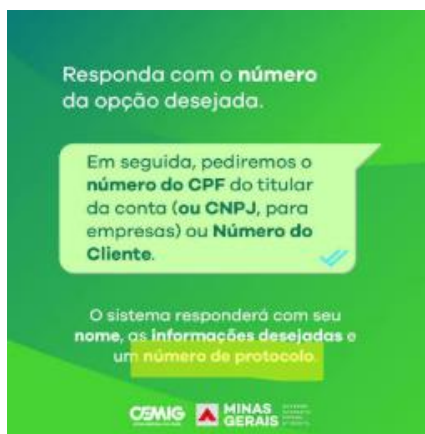 Responda com o número
da opção desejada.
Em seguida, pediremos o
número do CPF do titular
da conta (ou CNPJ, para
empresas) ou Número do
Cliente.
O sistema responderá com seu
nome, as informações desejadas e
um número de protocolo.
CEMIG
MINAS
GERAIS